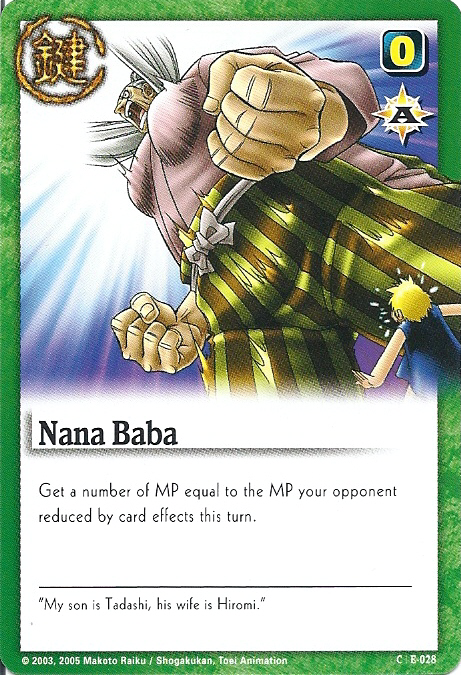 鍵
0
A
Nana Baba
Get a number of MP equal to the MP your opponent
reduced by card effects this turn.
"My son is Tadashi, his wife is Hiromi."
© 2003, 2005 Makoto Raiku / Shogakukan, Toei Animation
C | E-028